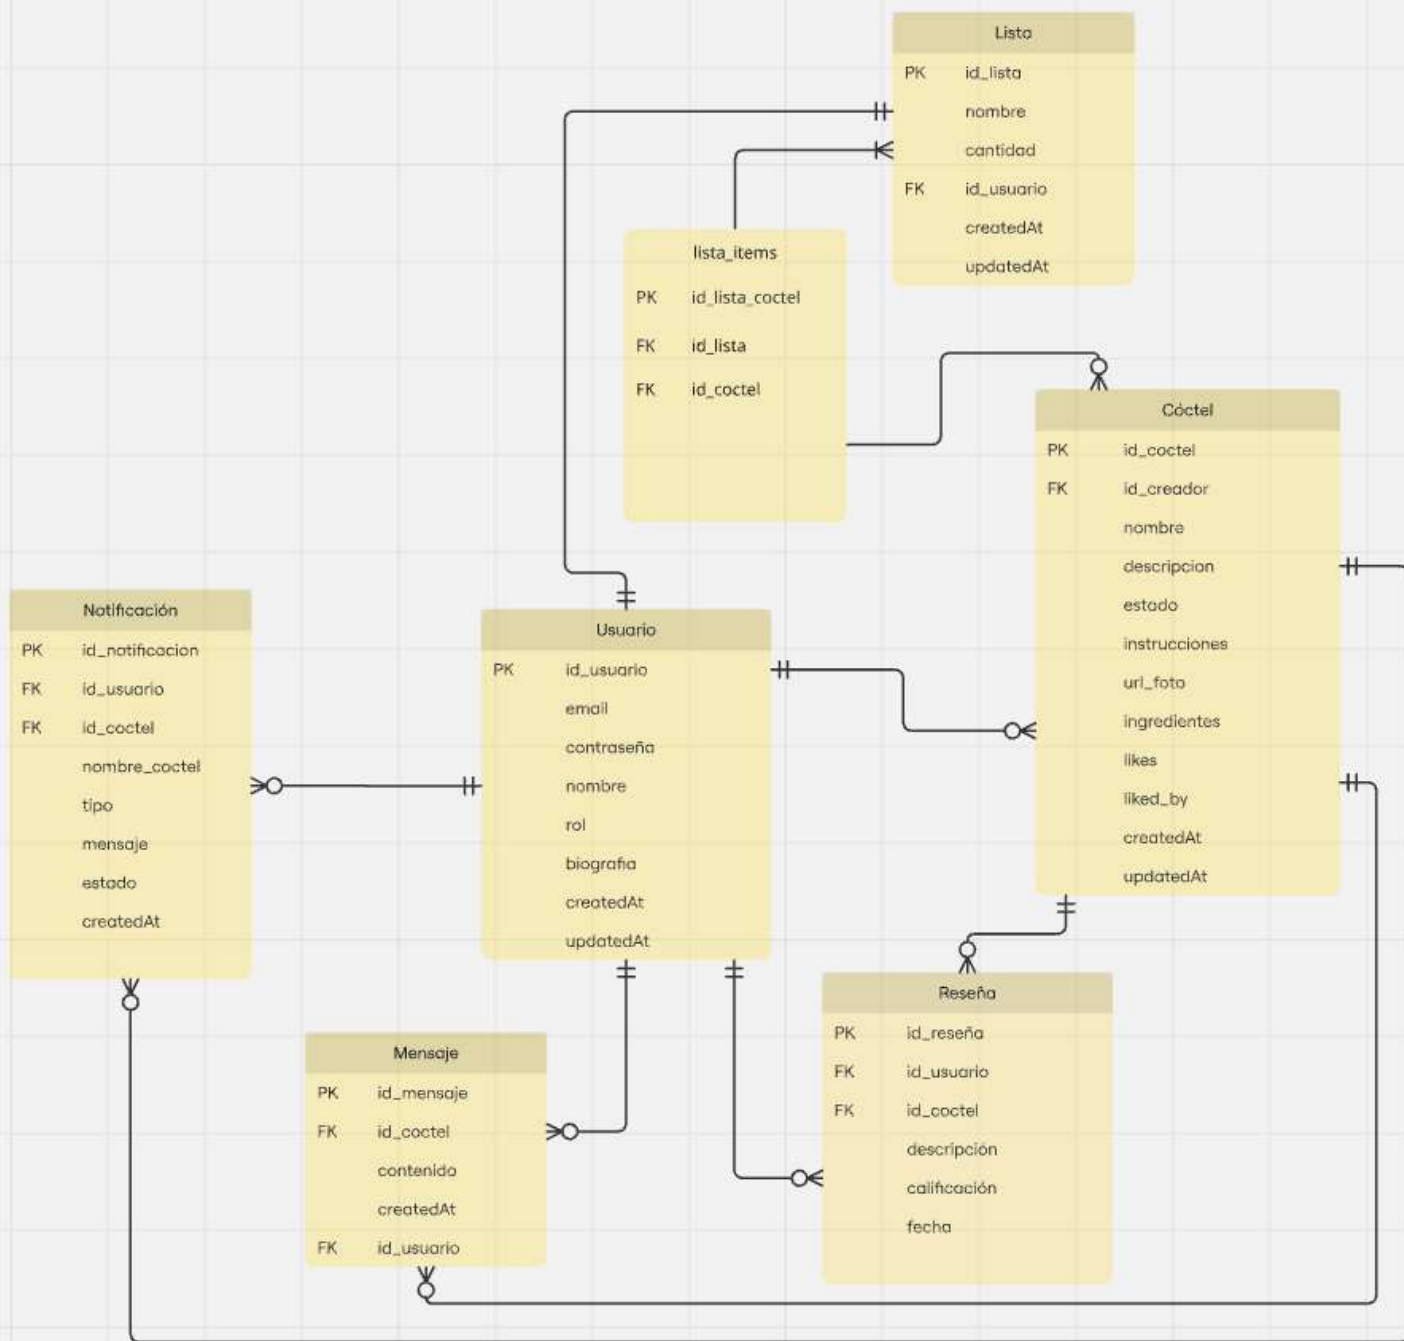 Lista
PK id_lista
nombre
cantidad
FK id_usuario
createdAt
updatedAt
lista_items
PK id_lista_coctel
FK id_lista
FK id_coctel
Cóctel
PK id_coctel
FK id_creador
nombre
descripcion
estado
instrucciones
url_foto
ingredientes
likes
liked_by
createdAt
updatedAt
Notificación
PK id_notificacion
FK id_usuario
FK id_coctel
nombre_coctel
tipo
mensaje
estado
createdAt
Usuario
PK id_usuario
email
contraseña
nombre
rol
biografia
createdAt
updatedAt
Mensaje
PK id_mensaje
FK id_coctel
contenido
createdAt
FK id_usuario
Reseña
PK id_reseña
FK id_usuario
FK id_coctel
descripción
calificación
fecha